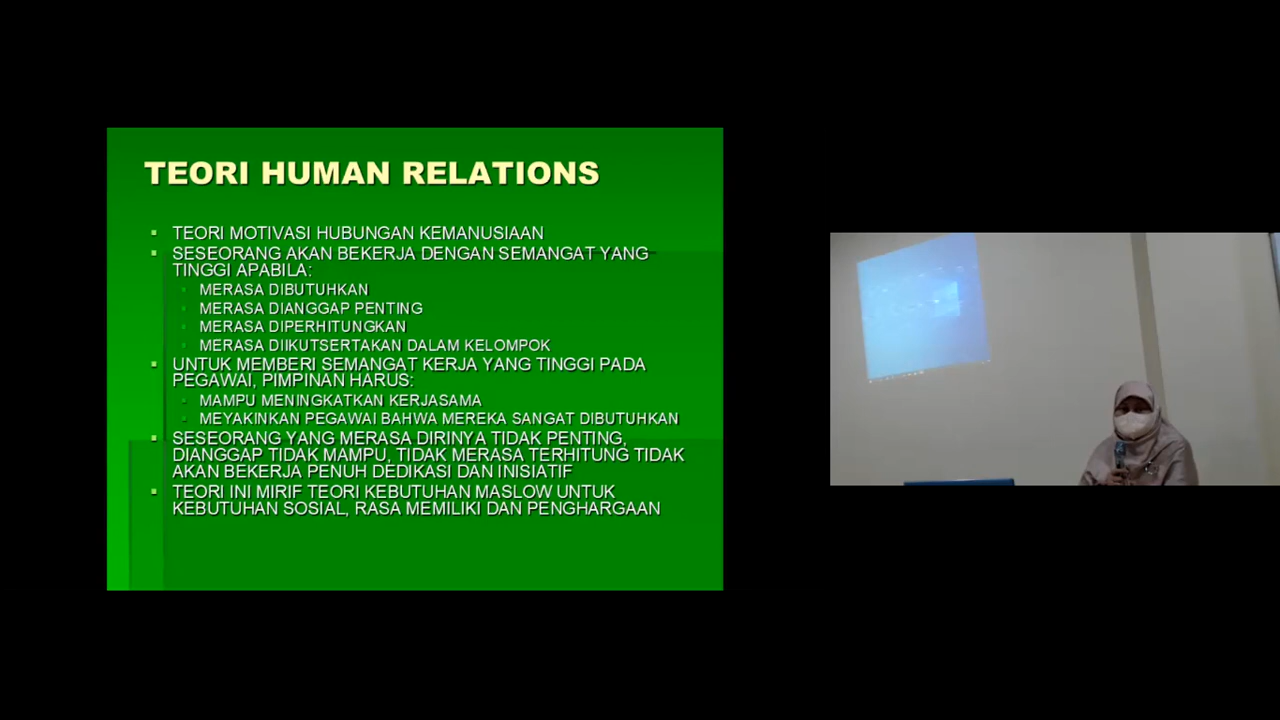 TEORI HUMAN RELATIONS
TEORI MOTIVASI HUBUNGAN KEMANUSIAAN
SESEORANG AKAN BEKERJA DENGAN SEMANGAT YANG
TINGGI APABILA:
MERASA DIBUTUHKAN
MERASA DIANGGAP PENTING
MERASA DIPERHITUNGKAN
MERASA DIIKUTSERTAKAN DALAM KELOMPOK
UNTUK MEMBERI SEMANGAT KERJA YANG TINGGI PADA
PEGAWAI, PIMPINAN HARUS:
MAMPU MENINGKATKAN KERJASAMA
MEYAKINKAN PEGAWAI BAHWA MEREKA SANGAT DIBUTUHKAN
SESEORANG YANG MERASA DIRINYA TIDAK PENTING,
DIANGGAP TIDAK MAMPU, TIDAK MERASA TERHITUNG TIDAK
AKAN BEKERJA PENUH DEDIKASI DAN INISIATIF
TEORI INI MIRIF TEORI KEBUTUHAN MASLOW UNTUK
KEBUTUHAN SOSIAL, RASA MEMILIKI DAN PENGHARGAAN